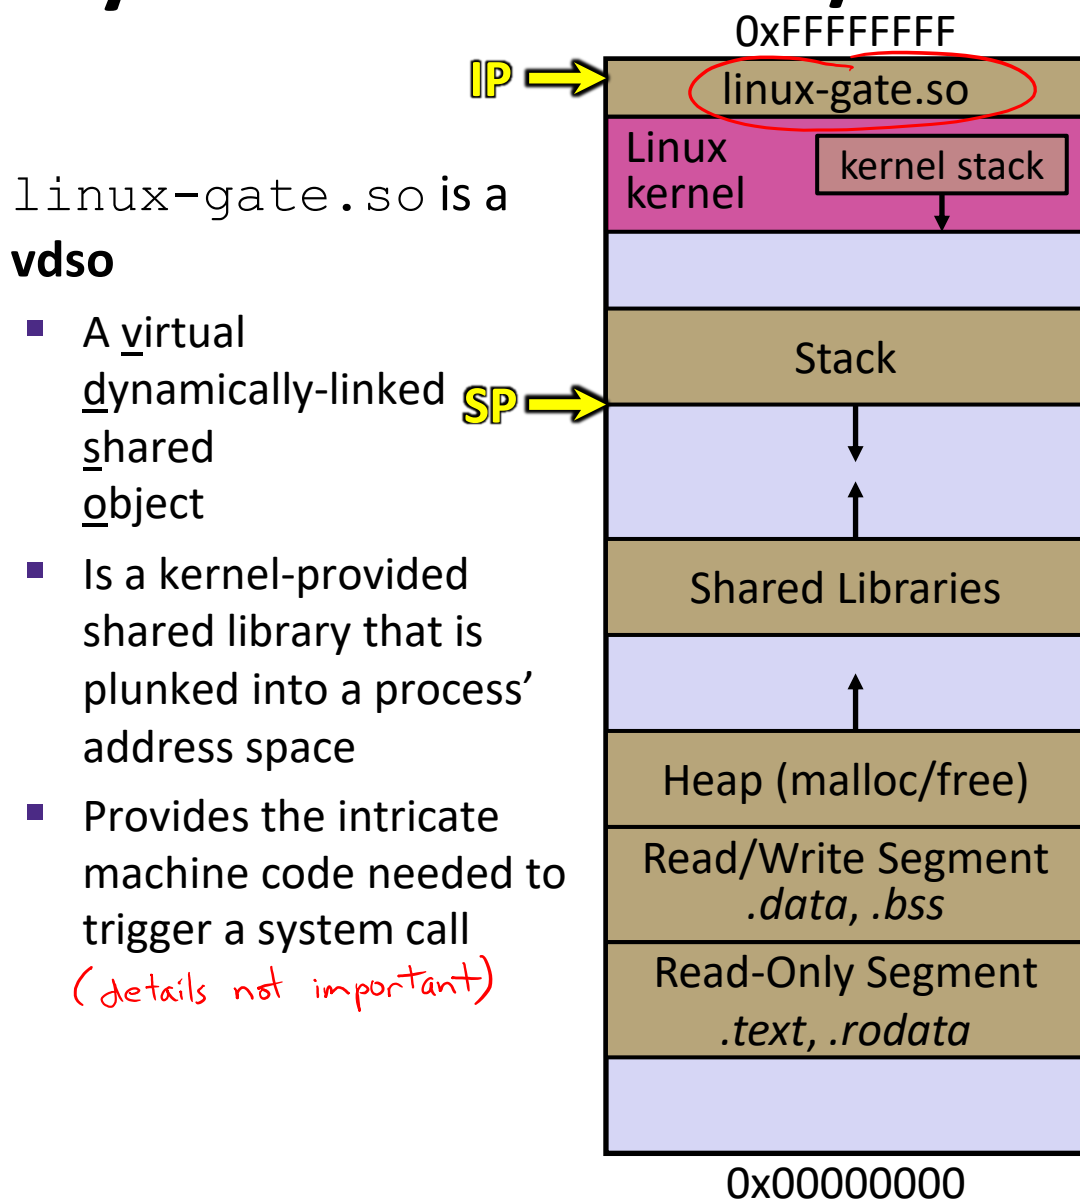 linux-gate.so is a
vdso
A virtual
dynamically-linked
shared
object
Is a kernel-provided
shared library that is
plunked into a process’
address space
Provides the intricate
machine code needed to
trigger a system call
(details not important)
0xFFFFFFFF
IP
linux-gate.so
Linux
kernel
kernel stack
Stack
SP
Shared Libraries
Heap (malloc/free)
Read/Write Segment
.data, .bss
Read-Only Segment
.text, .rodata
0x00000000